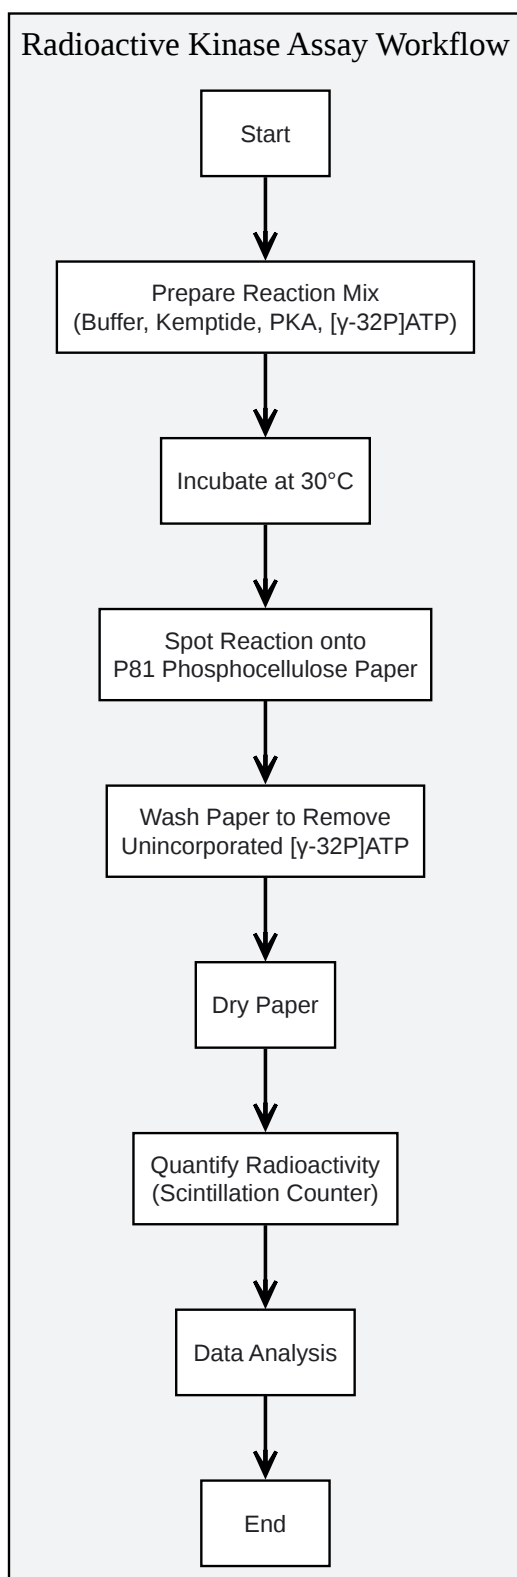 Radioactive Kinase Assay Workflow
Start
Prepare Reaction Mix
(Buffer, Kemptide, PKA, [γ-32P]ATP)
Incubate at 30°C
Spot Reaction onto
P81 Phosphocellulose Paper
Wash Paper to Remove
Unincorporated [γ-32P]ATP
Dry Paper
Quantify Radioactivity
(Scintillation Counter)
Data Analysis
End